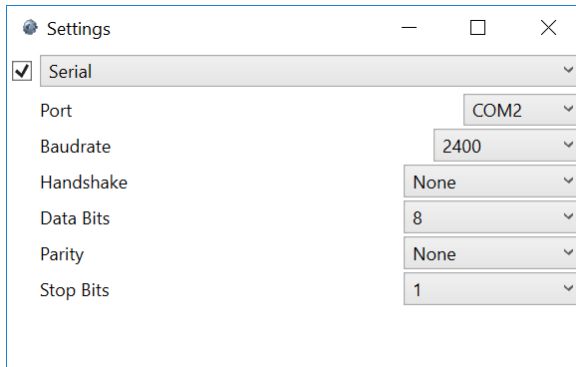 Settings
Serial
Port COM2
Baudrate 2400
Handshake None
Data Bits 8
Parity None
Stop Bits 1